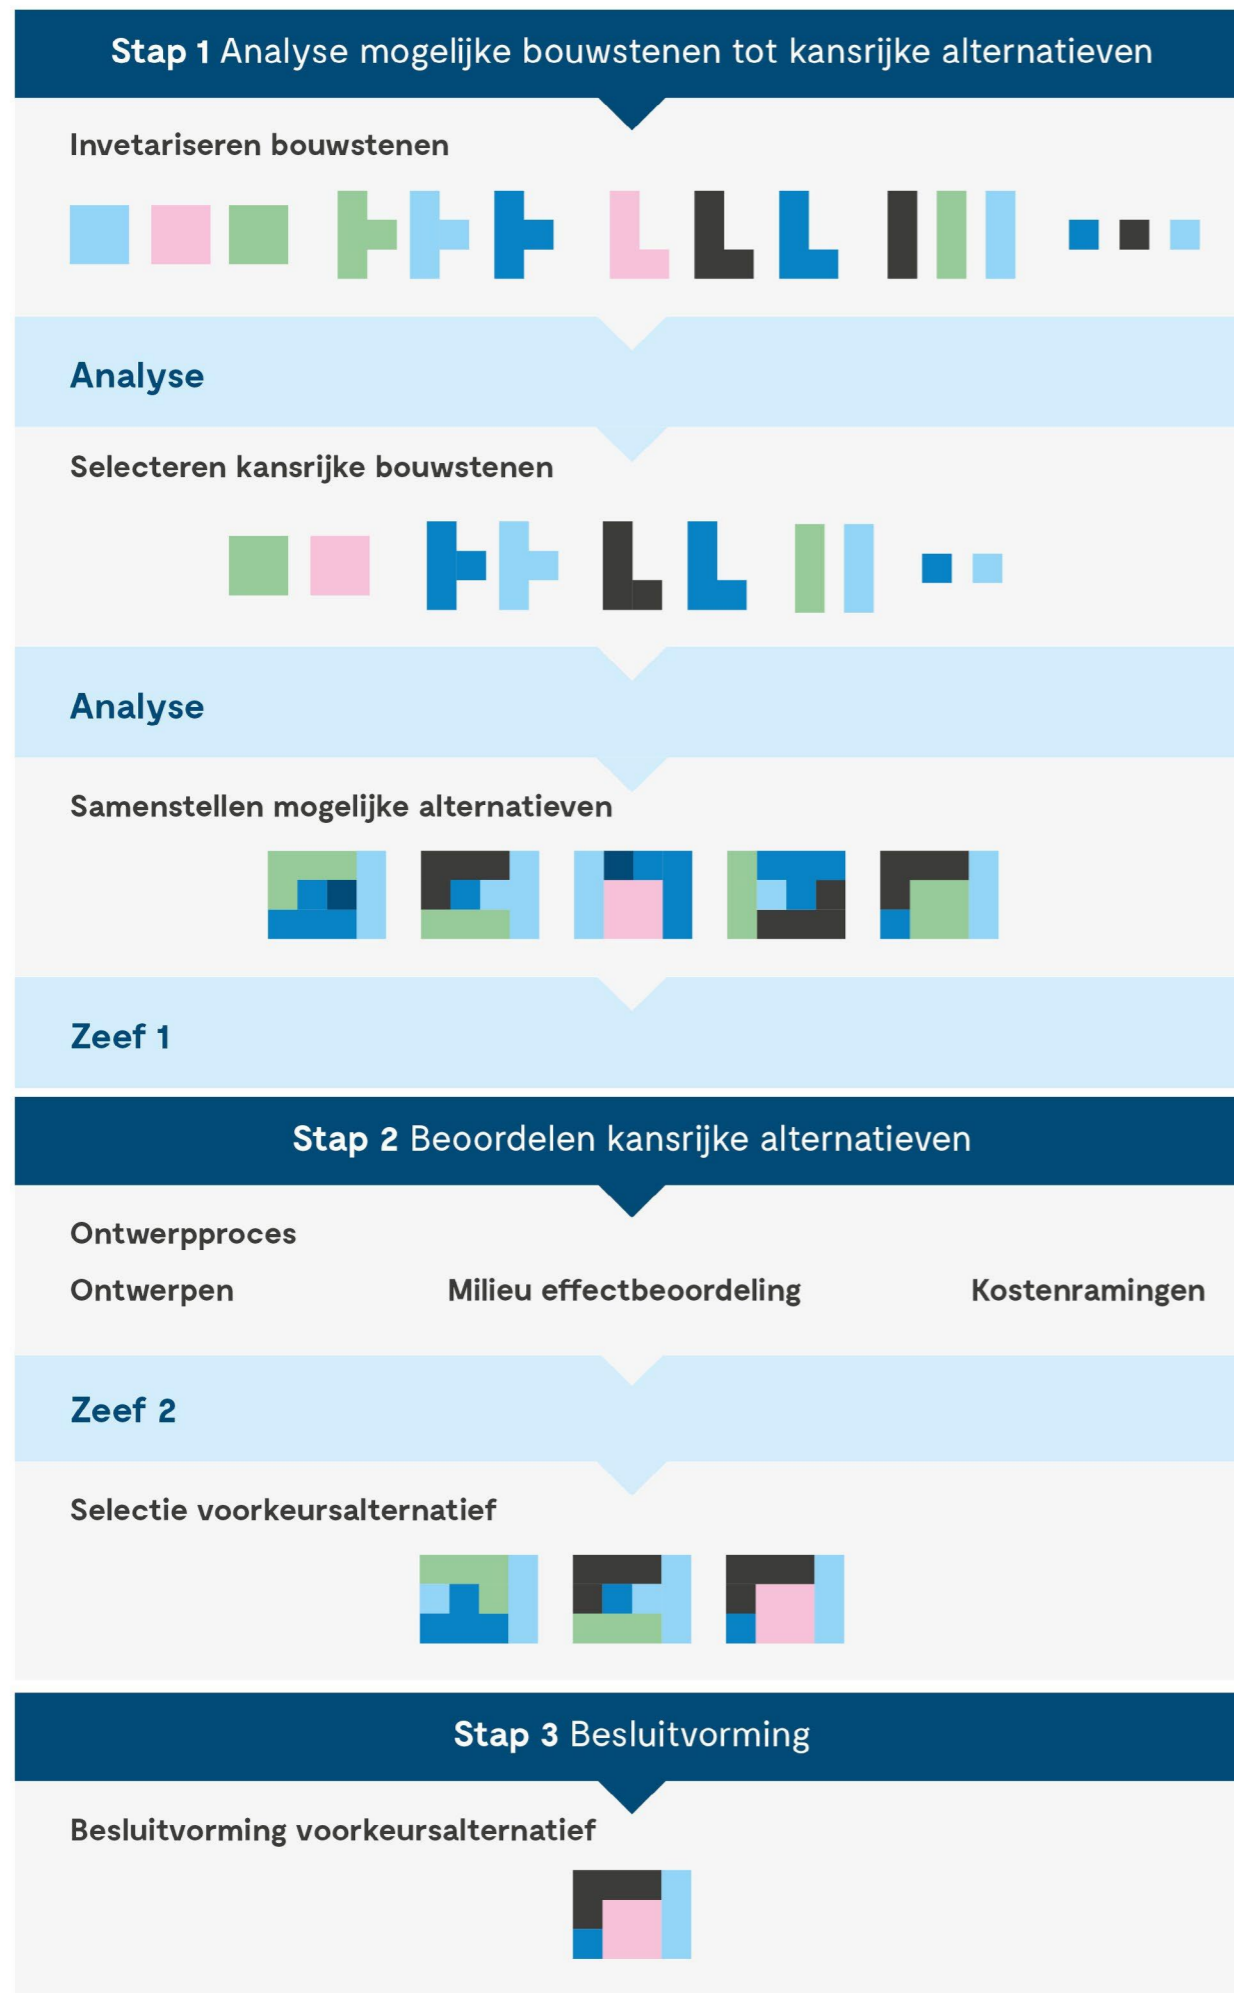 Stap 1 Analyse mogelijke bouwstenen tot kansrijke alternatieven
Invetariseren bouwstenen
Analyse
Selecteren kansrijke bouwstenen
Analyse
Samenstellen mogelijke alternatieven
Zeef 1
Stap 2 Beoordelen kansrijke alternatieven
Ontwerpproces
Ontwerpen Milieu effectbeoordeling Kostenramingen
Zeef 2
Selectie voorkeursalternatief
Stap 3 Besluitvorming
Besluitvorming voorkeursalternatief